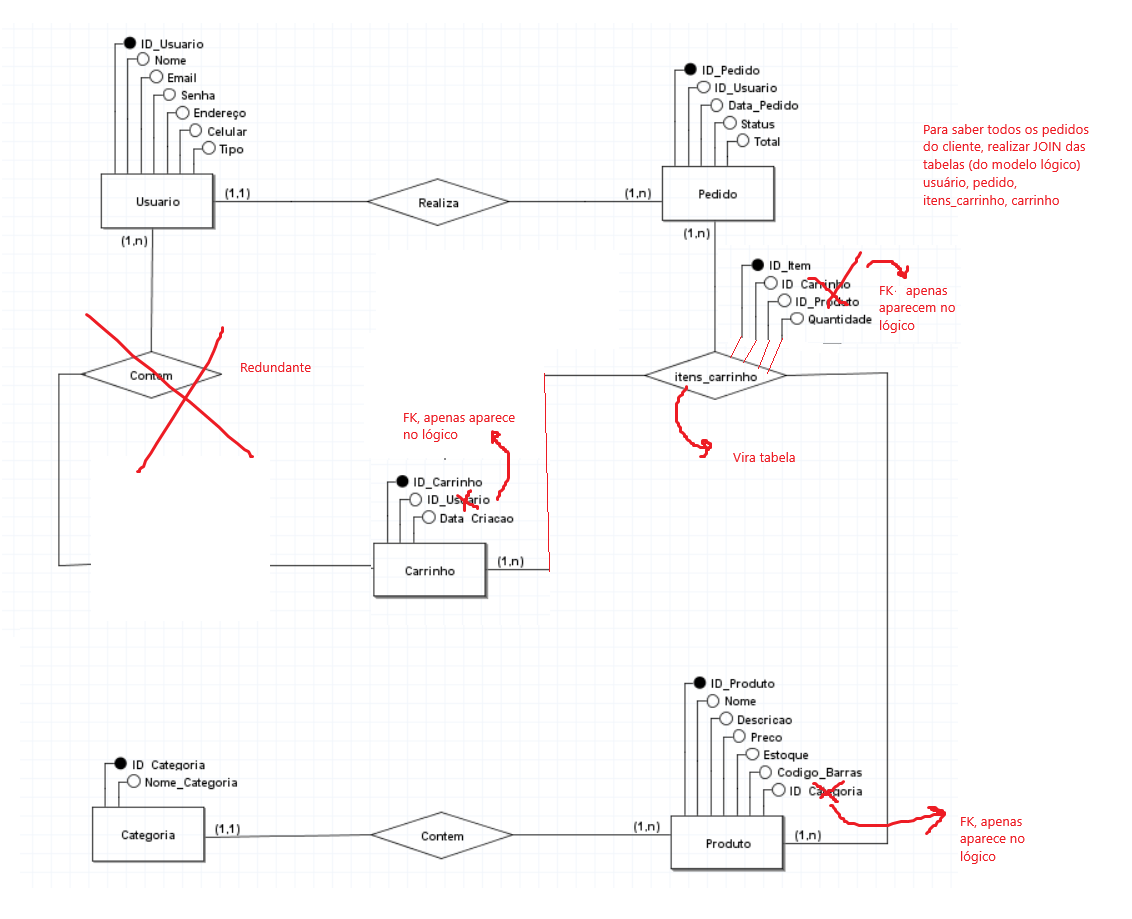 ID_Usuario
Nome
Email
Senha
Endereço
Celular
Tipo
Usuario
(1,1)
(1,n)
Realiza
(1,n)
ID_Pedido
ID_Usuario
Data_Pedido
Status
Total
Pedido
(1,n)
Para saber todos os pedidos
do cliente, realizar JOIN das
tabelas (do modelo lógico)
usuário, pedido,
itens_carrinho, carrinho
ID_Item
ID_Carrinho
ID_Produto
Quantidade
FK apenas
aparecem no
lógico
Contem
Redundante
itens_carrinho
Vira tabela
FK, apenas aparece
no lógico
ID_Carrinho
ID_Usuario
Data_Criacao
Carrinho
(1,n)
ID_Categoria
Nome_Categoria
Categoria
(1,1)
Contem
(1,n)
ID_Produto
Nome
Descricao
Preco
Estoque
Codigo_Barras
ID_Categoria
Produto
(1,n)
FK, apenas
aparece no
lógico